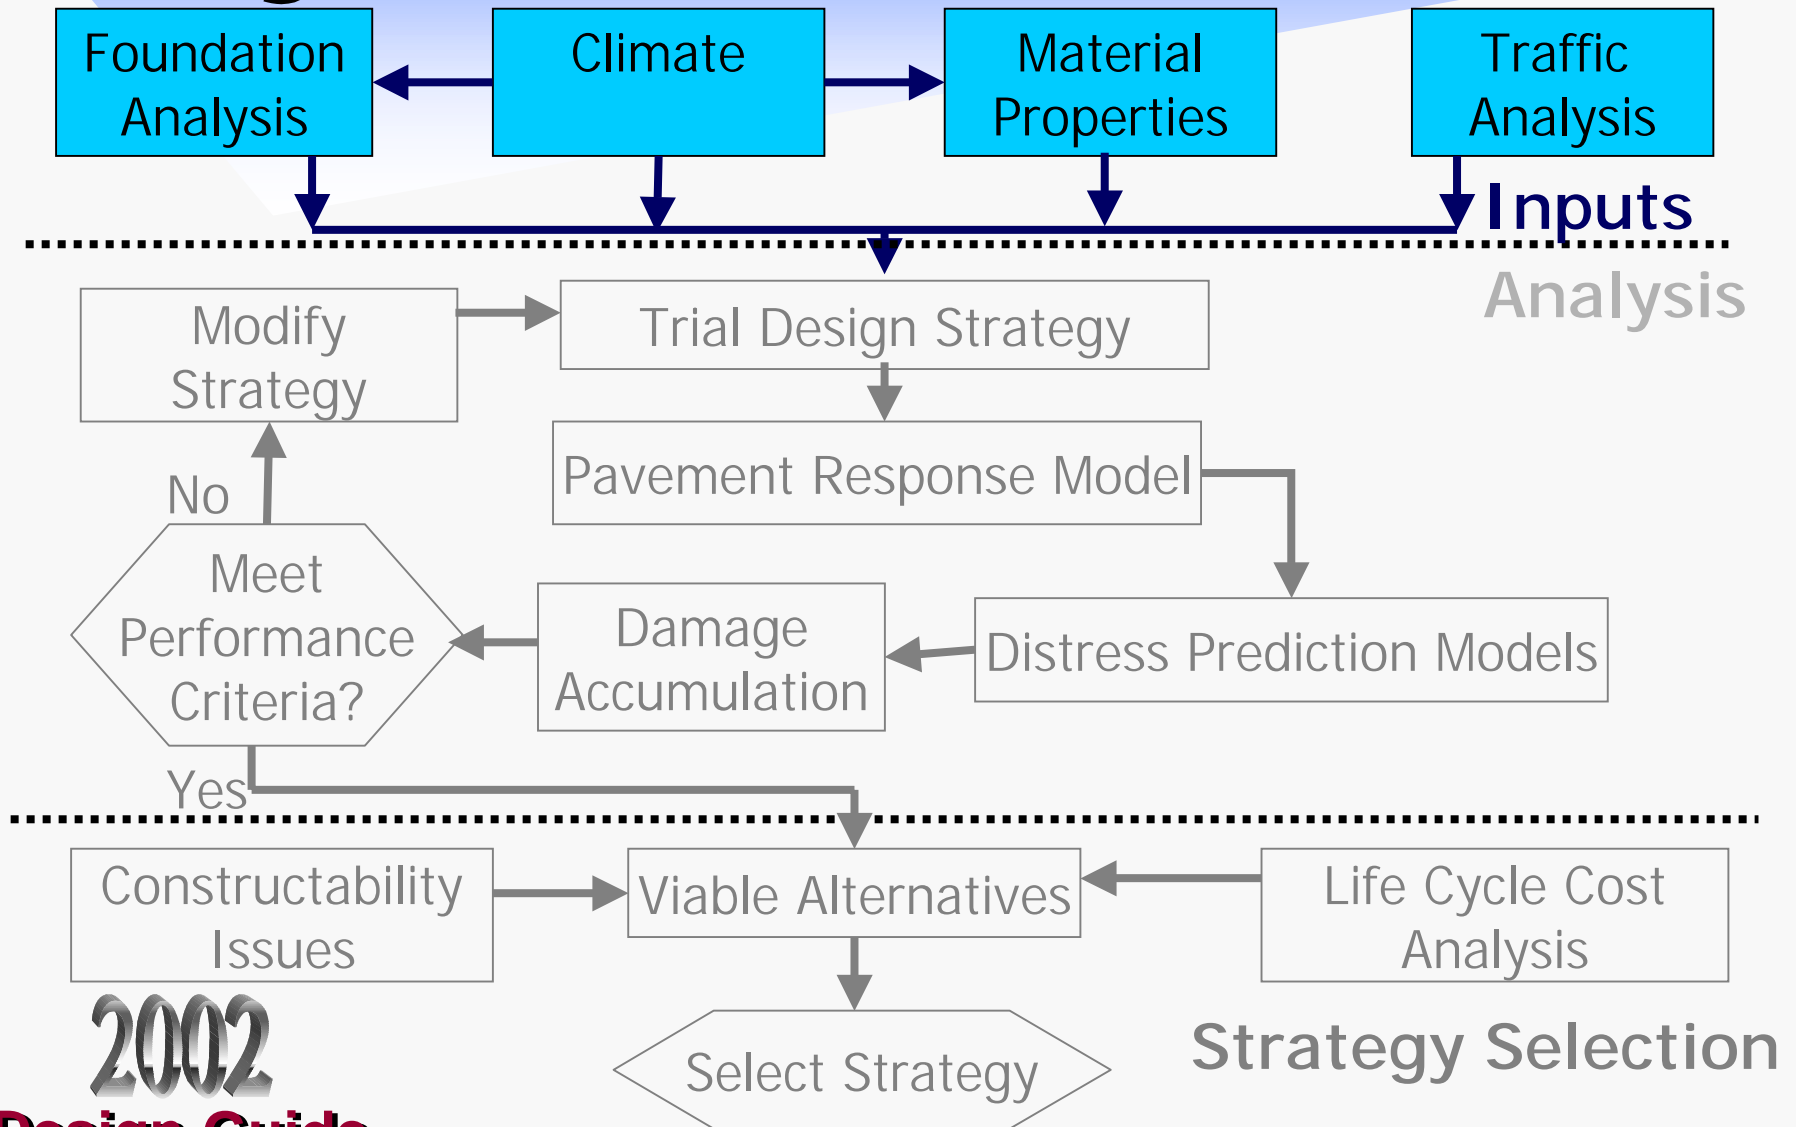 Foundation
Analysis
Climate
Material
Properties
Traffic
Analysis
Inputs
Analysis
Modify
Strategy
Trial Design Strategy
Pavement Response Model
No
Meet
Performance
Criteria?
Damage
Accumulation
Distress Prediction Models
Yes
Constructability
Issues
Viable Alternatives
Life Cycle Cost
Analysis
2002
Design Guide
Select Strategy
Strategy Selection